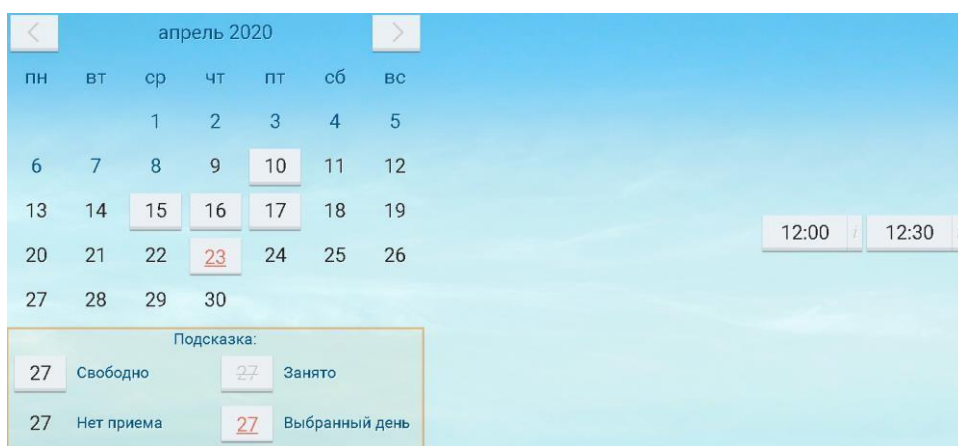 < апрель 2020 >
пн вт ср чт пт сб вс
1 2 3 4 5
6 7 8 9 10 11 12
13 14 15 16 17 18 19
12:00 i 12:30
20 21 22 23 24 25 26
27 28 29 30
Подсказка:
27 Свободно 27 Занято
27 Нет приема 27 Выбранный день